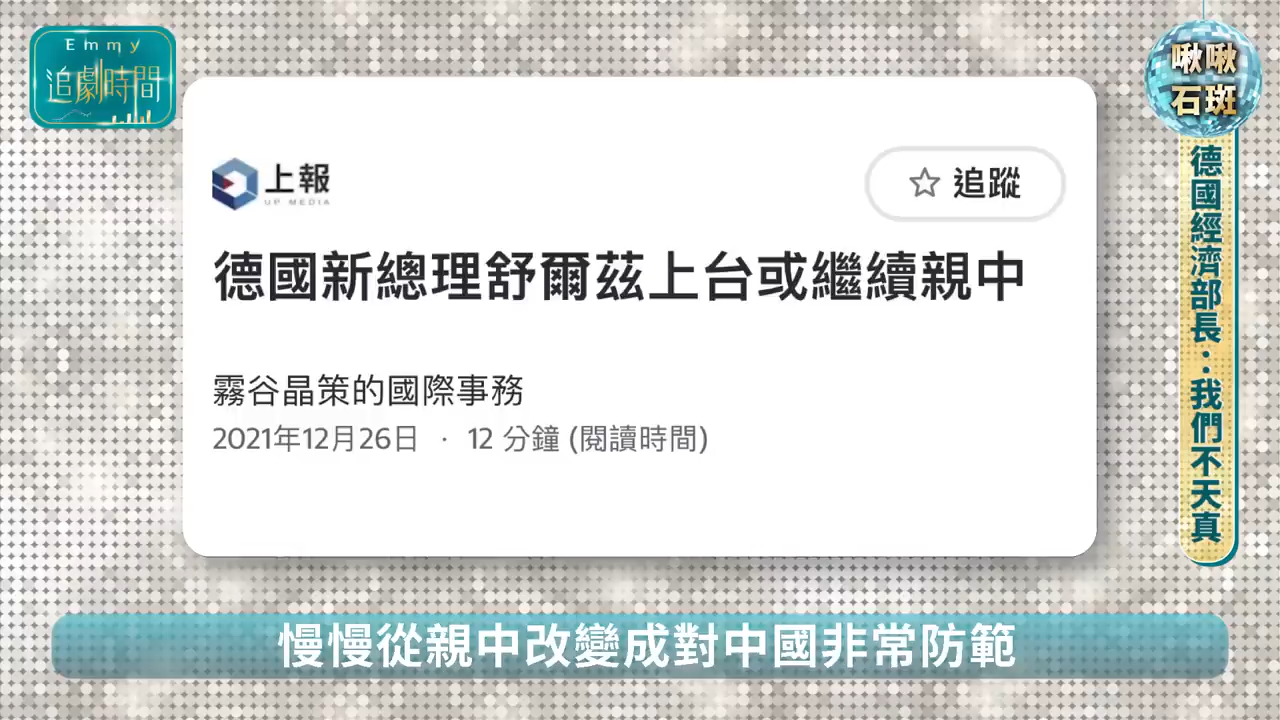 Emmy
追劇時間
啾啾
石斑
德國經濟部長：我們不天真
上報
UP MEDIA
追蹤
德國新總理舒爾茲上台或繼續親中
霧谷晶策的國際事務
2021年12月26日 · 12 分鐘 (閱讀時間)
慢慢從親中改變成對中國非常防範